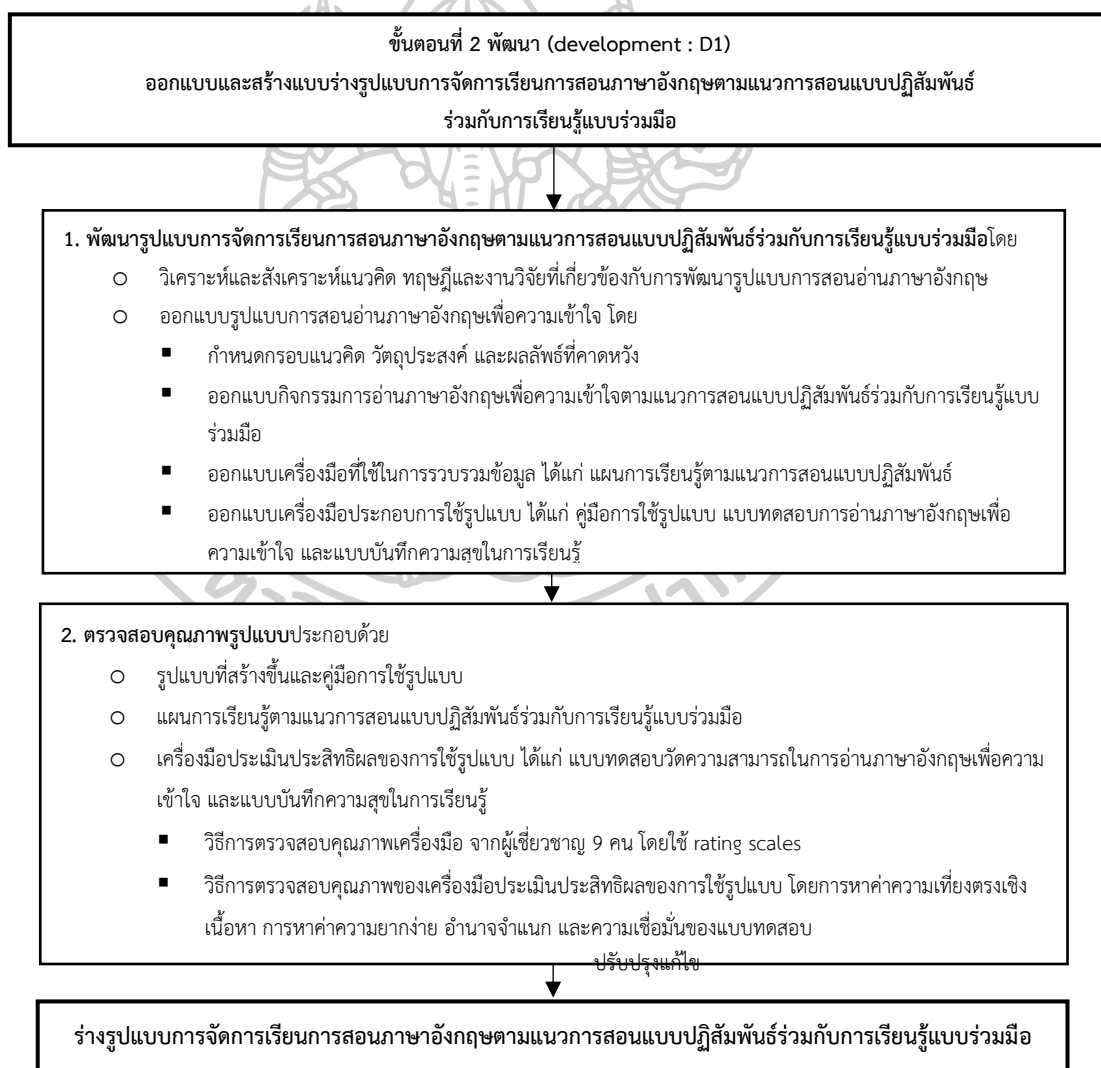 ขั้นตอนที่ 2 พัฒนา (development : D1)
ออกแบบและสร้างแบบร่างรูปแบบการจัดการเรียนการสอนภาษาอังกฤษตามแนวการสอนแบบปฏิสัมพันธ์
ร่วมกับการเรียนรู้แบบร่วมมือ
1. พัฒนารูปแบบการจัดการเรียนการสอนภาษาอังกฤษตามแนวการสอนแบบปฏิสัมพันธ์ร่วมกับการเรียนรู้แบบร่วมมือโดย
o วิเคราะห์และสังเคราะห์แนวคิด ทฤษฎีและงานวิจัยที่เกี่ยวข้องกับการพัฒนารูปแบบการสอนอ่านภาษาอังกฤษ
o ออกแบบรูปแบบการสอนอ่านภาษาอังกฤษเพื่อความเข้าใจ โดย
▪ กำหนดกรอบแนวคิด วัตถุประสงค์ และผลลัพธ์ที่คาดหวัง
▪ ออกแบบกิจกรรมการอ่านภาษาอังกฤษเพื่อความเข้าใจตามแนวการสอนแบบปฏิสัมพันธ์ร่วมกับการเรียนรู้แบบ
ร่วมมือ
▪ ออกแบบเครื่องมือที่ใช้ในการรวบรวมข้อมูล ได้แก่ แผนการเรียนรู้ตามแนวการสอนแบบปฏิสัมพันธ์
▪ ออกแบบเครื่องมือประกอบการใช้รูปแบบ ได้แก่ คู่มือการใช้รูปแบบ แบบทดสอบการอ่านภาษาอังกฤษเพื่อ
ความเข้าใจ และแบบบันทึกความสุขในการเรียนรู้
2. ตรวจสอบคุณภาพรูปแบบประกอบด้วย
o รูปแบบที่สร้างขึ้นและคู่มือการใช้รูปแบบ
o แผนการเรียนรู้ตามแนวการสอนแบบปฏิสัมพันธ์ร่วมกับการเรียนรู้แบบร่วมมือ
o เครื่องมือประเมินประสิทธิผลของการใช้รูปแบบ ได้แก่ แบบทดสอบวัดความสามารถในการอ่านภาษาอังกฤษเพื่อความ
เข้าใจ และแบบบันทึกความสุขในการเรียนรู้
▪ วิธีการตรวจสอบคุณภาพเครื่องมือ จากผู้เชี่ยวชาญ 9 คน โดยใช้ rating scales
▪ วิธีการตรวจสอบคุณภาพของเครื่องมือประเมินประสิทธิผลของการใช้รูปแบบ โดยการหาค่าความเที่ยงตรงเชิง
เนื้อหา การหาค่าความยากง่าย อำนาจจำแนก และความเชื่อมั่นของแบบทดสอบ
ปรับปรุงแก้ไข
ร่างรูปแบบการจัดการเรียนการสอนภาษาอังกฤษตามแนวการสอนแบบปฏิสัมพันธ์ร่วมกับการเรียนรู้แบบร่วมมือ